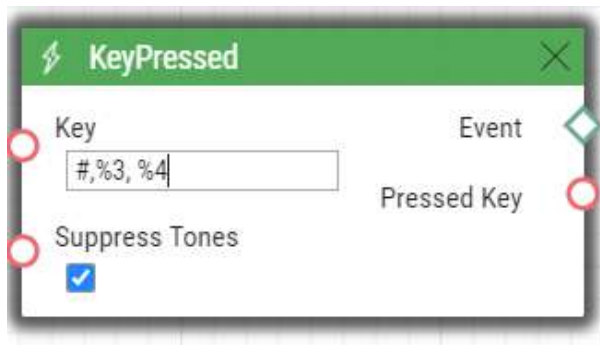 KeyPressed
Key
Event
#,%3, %4
Pressed Key
Suppress Tones